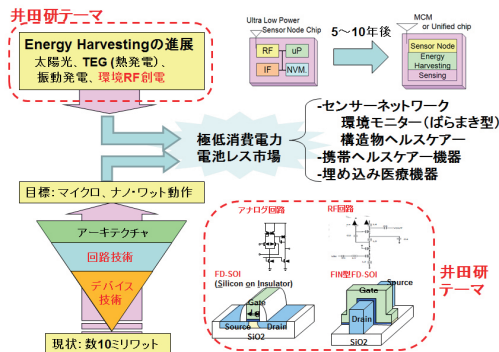 井田研テーマ
Energy Harvestingの進展
太陽光、TEG (熱発電)、
振動発電、環境RF創電
Ultra Low Power
Sensor Node Chip
RF
uP
IF
NVM.
5～10年後
MCM
or Unified chip
Sensor Node
Energy
Harvesting
Sensing
極低消費電力
電池レス市場
-センサーネットワーク
環境モニター（ばらまき型）
構造物ヘルスケアー
-携帯ヘルスケアー機器
-埋め込み医療機器
目標：マイクロ、ナノ・ワット動作
アーキテクチャ
回路技術
デバイス
技術
現状：数10ミリワット
アナログ回路
RF回路
FD-SOI
(Silicon on Insulator)
Gate
Source
Drain
SiO2
FIN型FD-SOI
Source
Gate
Drain
SiO2
井田研
テーマ